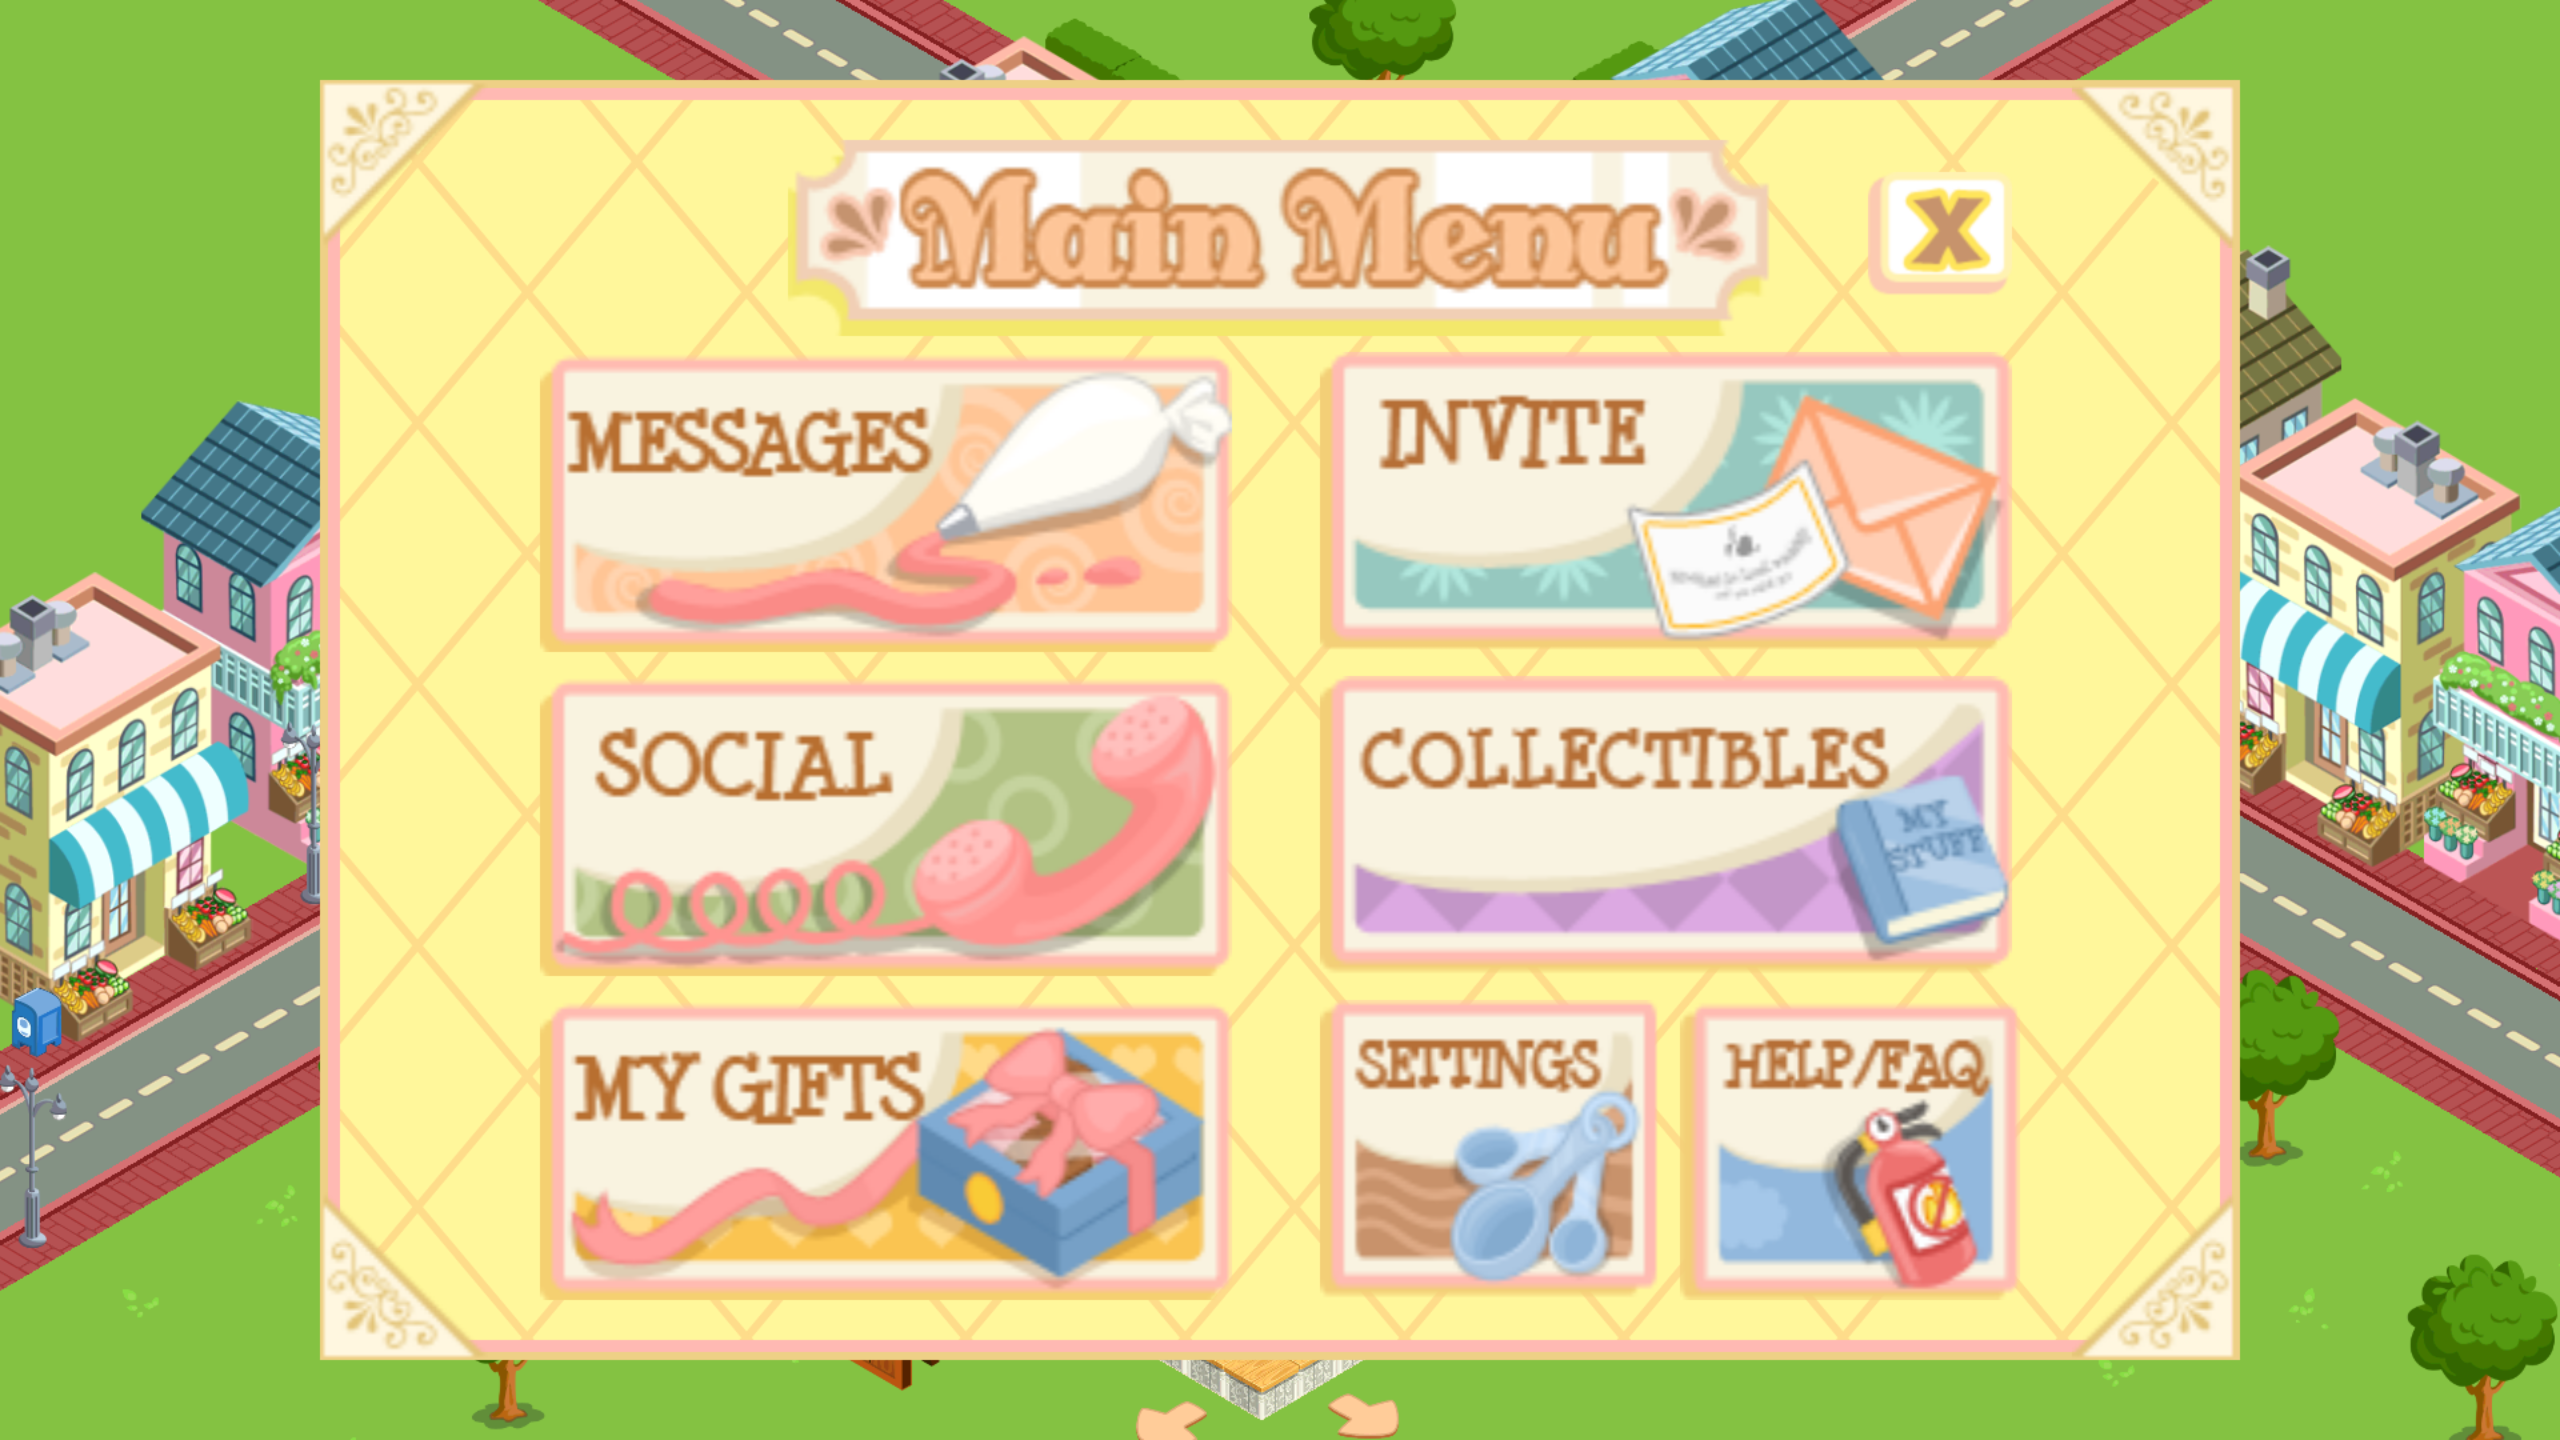 Main Menu
X
MESSAGES
INVITE
SOCIAL
COLLECTIBLES
MY
STUFF
MY GIFTS
SETTINGS
HELP/FAQ